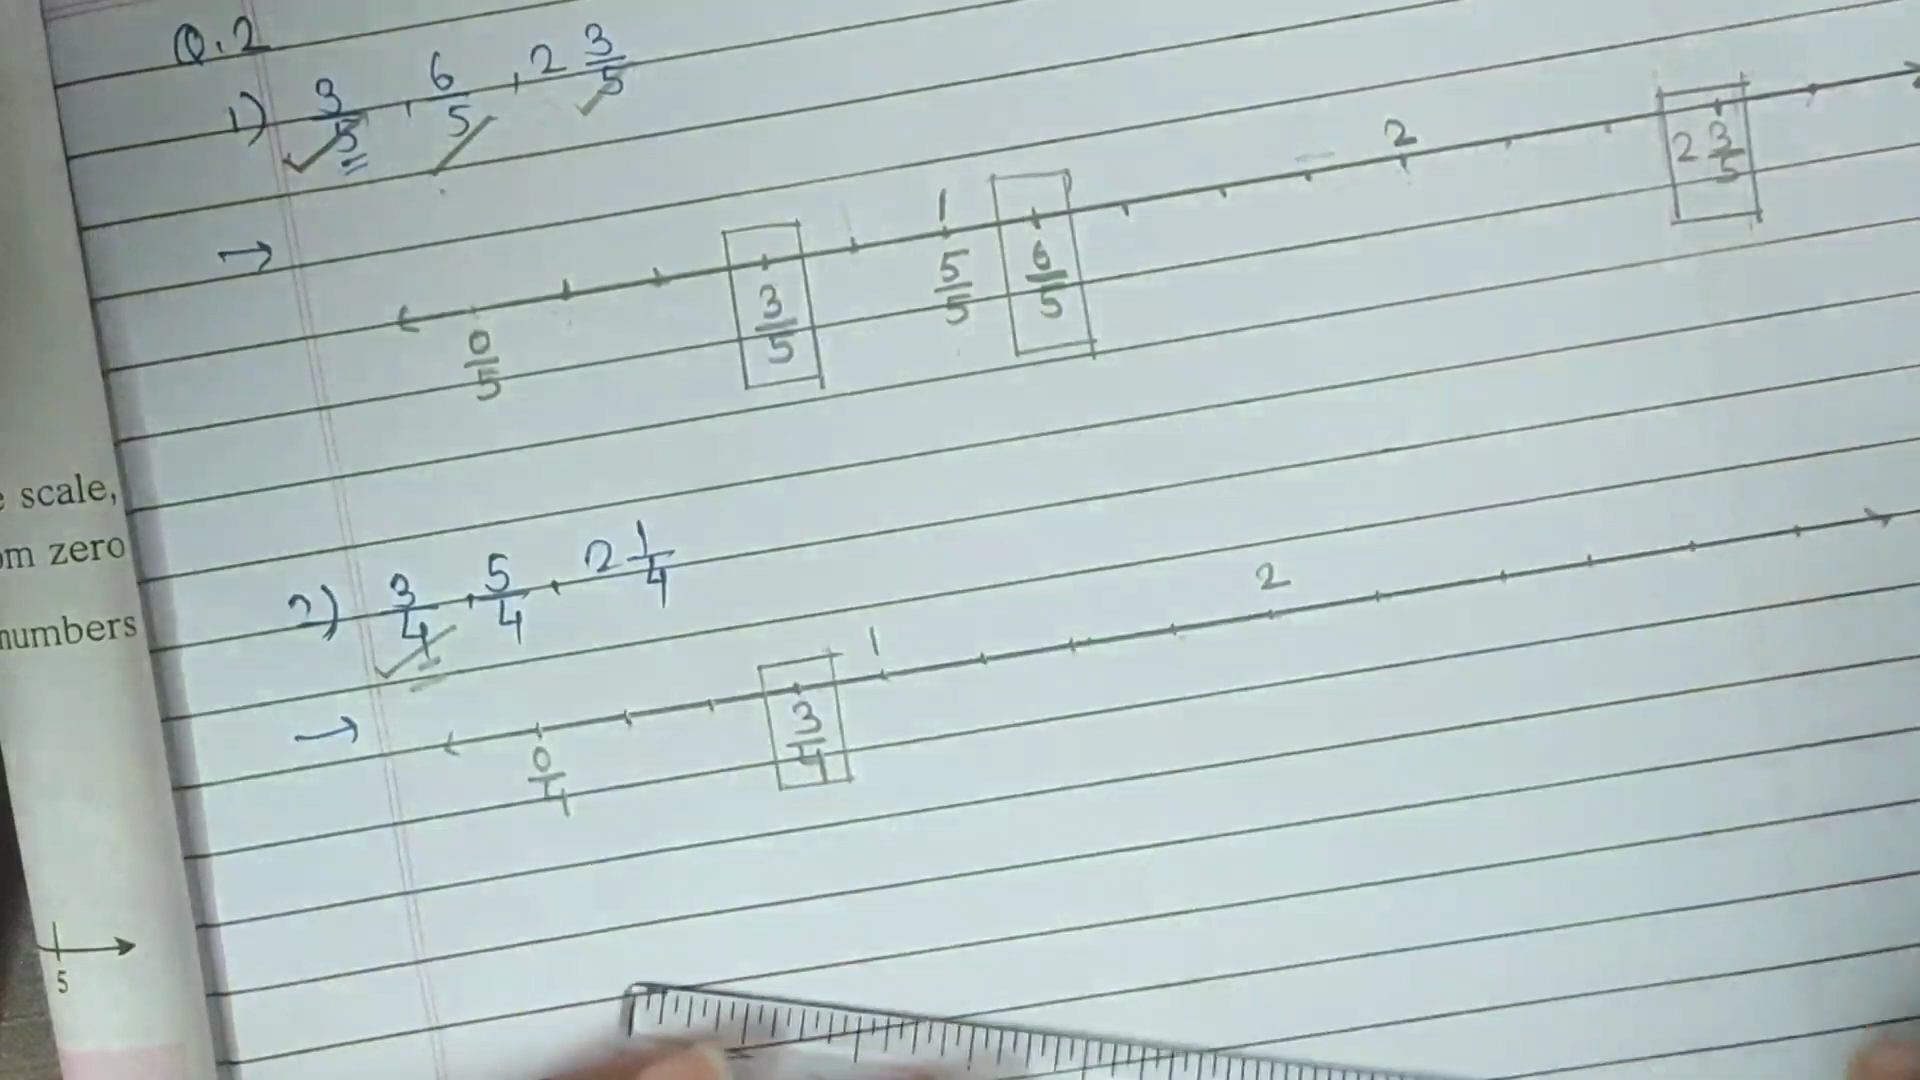 Q.2
1) 3/5, 6/5, 2 3/5
→ 0/5 3/5 1 5/5 6/5 2 2 3/5
scale,
om zero
numbers
2) 3/4, 5/4, 2 1/4
→ 0/4 3/4 1 2
5